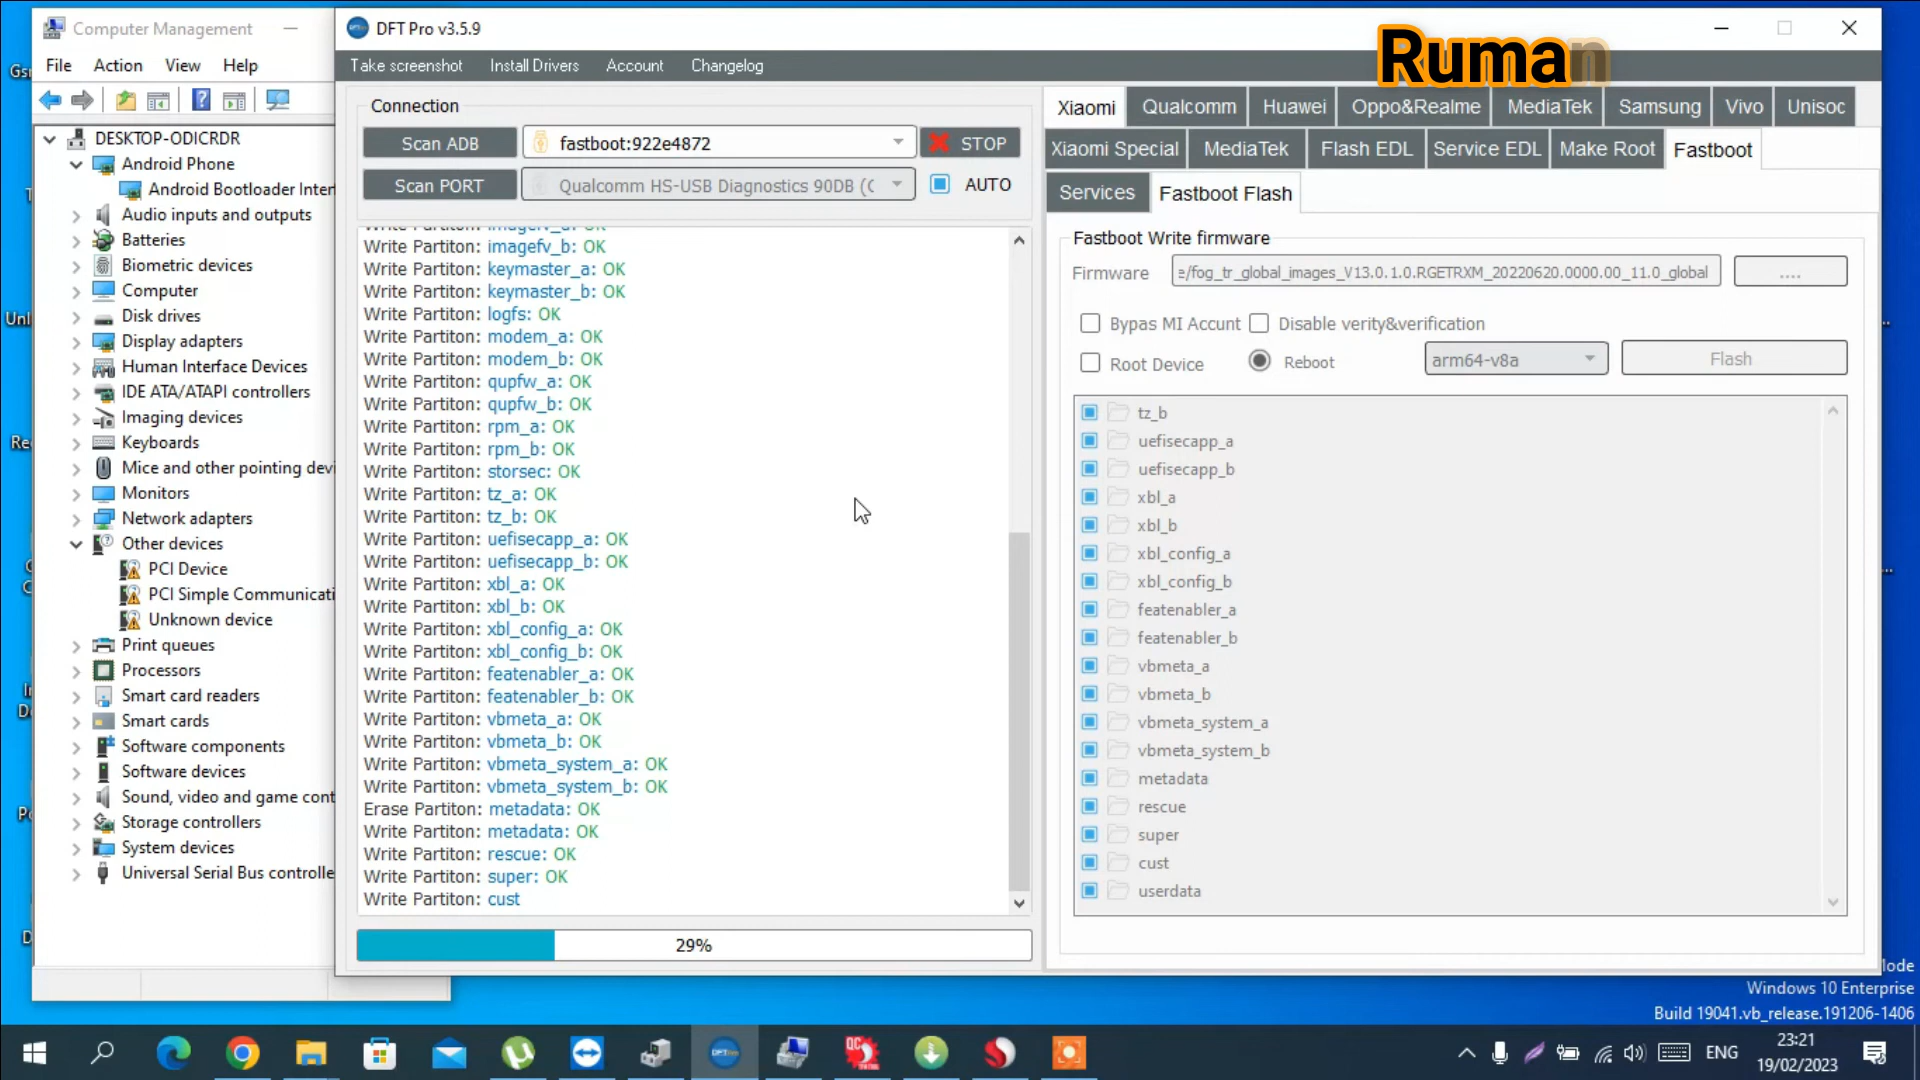 Computer Management
File Action View Help
DESKTOP-ODICRDR
Android Phone
Android Bootloader Inter
Audio inputs and outputs
Batteries
Biometric devices
Computer
Disk drives
Display adapters
Human Interface Devices
IDE ATA/ATAPI controllers
Imaging devices
Keyboards
Mice and other pointing devi
Monitors
Network adapters
Other devices
PCI Device
PCI Simple Communicati
Unknown device
Print queues
Processors
Smart card readers
Smart cards
Software components
Software devices
Sound, video and game cont
Storage controllers
System devices
Universal Serial Bus controlle
DFT Pro v3.5.9
Ruman
Take screenshot Install Drivers Account Changelog
Connection
Scan ADB fastboot:922e4872 STOP
Scan PORT Qualcomm HS-USB Diagnostics 90DB (C AUTO
Write Partiton: imagefv_a: OK
Write Partiton: imagefv_b: OK
Write Partiton: keymaster_a: OK
Write Partiton: keymaster_b: OK
Write Partiton: logfs: OK
Write Partiton: modem_a: OK
Write Partiton: modem_b: OK
Write Partiton: qupfw_a: OK
Write Partiton: qupfw_b: OK
Write Partiton: rpm_a: OK
Write Partiton: rpm_b: OK
Write Partiton: storsec: OK
Write Partiton: tz_a: OK
Write Partiton: tz_b: OK
Write Partiton: uefisecapp_a: OK
Write Partiton: uefisecapp_b: OK
Write Partiton: xbl_a: OK
Write Partiton: xbl_b: OK
Write Partiton: xbl_config_a: OK
Write Partiton: xbl_config_b: OK
Write Partiton: featenabler_a: OK
Write Partiton: featenabler_b: OK
Write Partiton: vbmeta_a: OK
Write Partiton: vbmeta_b: OK
Write Partiton: vbmeta_system_a: OK
Write Partiton: vbmeta_system_b: OK
Erase Partiton: metadata: OK
Write Partiton: metadata: OK
Write Partiton: rescue: OK
Write Partiton: super: OK
Write Partiton: cust
29%
Xiaomi Qualcomm Huawei Oppo&Realme MediaTek Samsung Vivo Unisoc
Xiaomi Special MediaTek Flash EDL Service EDL Make Root Fastboot
Services Fastboot Flash
Fastboot Write firmware
Firmware e/fog_tr_global_images_V13.0.1.0.RGETRXM_20220620.0000.00_11.0_global ....
Bypas MI Accunt Disable verity&verification
Root Device Reboot arm64-v8a Flash
tz_b
uefisecapp_a
uefisecapp_b
xbl_a
xbl_b
xbl_config_a
xbl_config_b
featenabler_a
featenabler_b
vbmeta_a
vbmeta_b
vbmeta_system_a
vbmeta_system_b
metadata
rescue
super
cust
userdata
lode
Windows 10 Enterprise
Build 19041.vb_release.191206-1406
ENG
23:21
19/02/2023